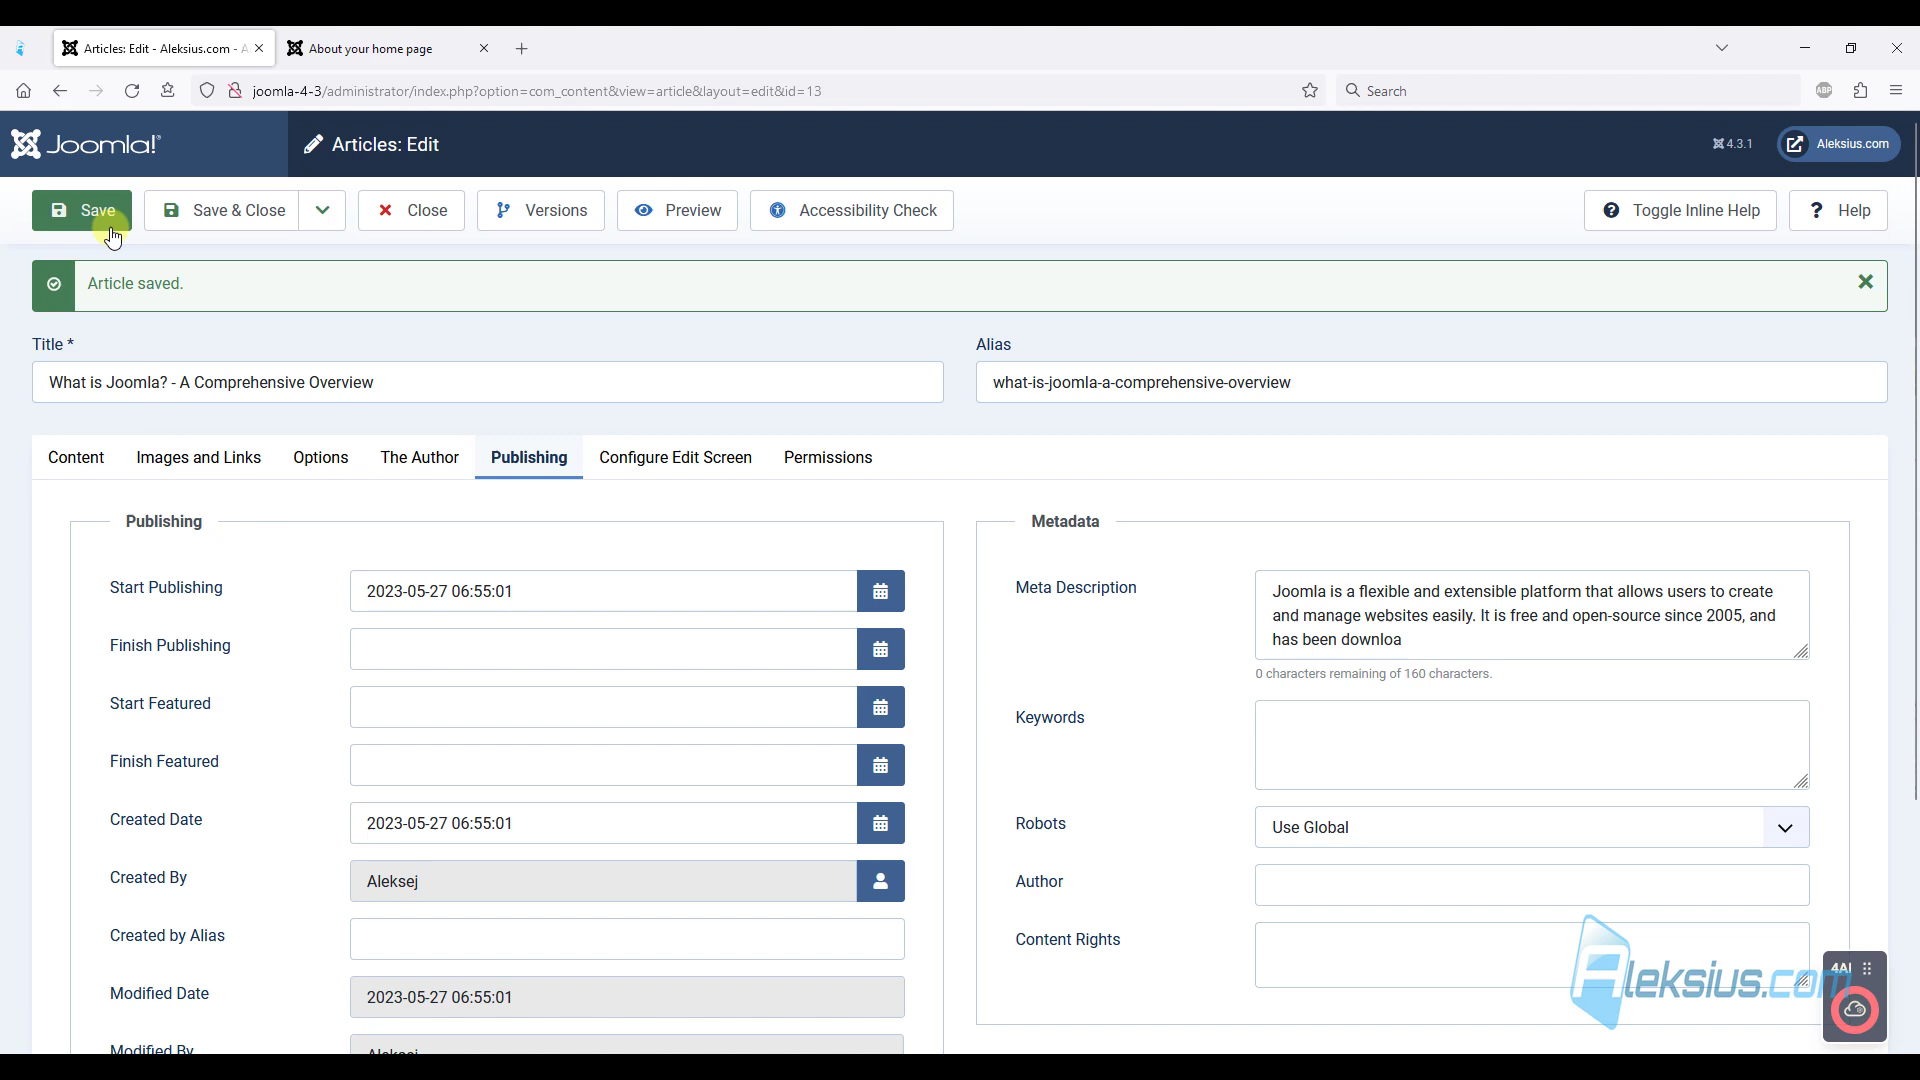 Articles: Edit - Aleksius.com - A
About your home page
joomla-4-3/administrator/index.php?option=com_content&view=article&layout=edit&id=13
Search
ABP
Joomla!
Articles: Edit
4.3.1
Aleksius.com
Save
Save & Close
Close
Versions
Preview
Accessibility Check
Toggle Inline Help
? Help
Article saved.
Title *
Alias
What is Joomla? - A Comprehensive Overview
what-is-joomla-a-comprehensive-overview
Content
Images and Links
Options
The Author
Publishing
Configure Edit Screen
Permissions
Publishing
Start Publishing
2023-05-27 06:55:01
Finish Publishing
Start Featured
Finish Featured
Created Date
2023-05-27 06:55:01
Created By
Aleksej
Created by Alias
Modified Date
2023-05-27 06:55:01
Modified By
Aleksej
Metadata
Meta Description
Joomla is a flexible and extensible platform that allows users to create
and manage websites easily. It is free and open-source since 2005, and
has been downloa
0 characters remaining of 160 characters.
Keywords
Robots
Use Global
Author
Content Rights
Aleksius.com
4AI